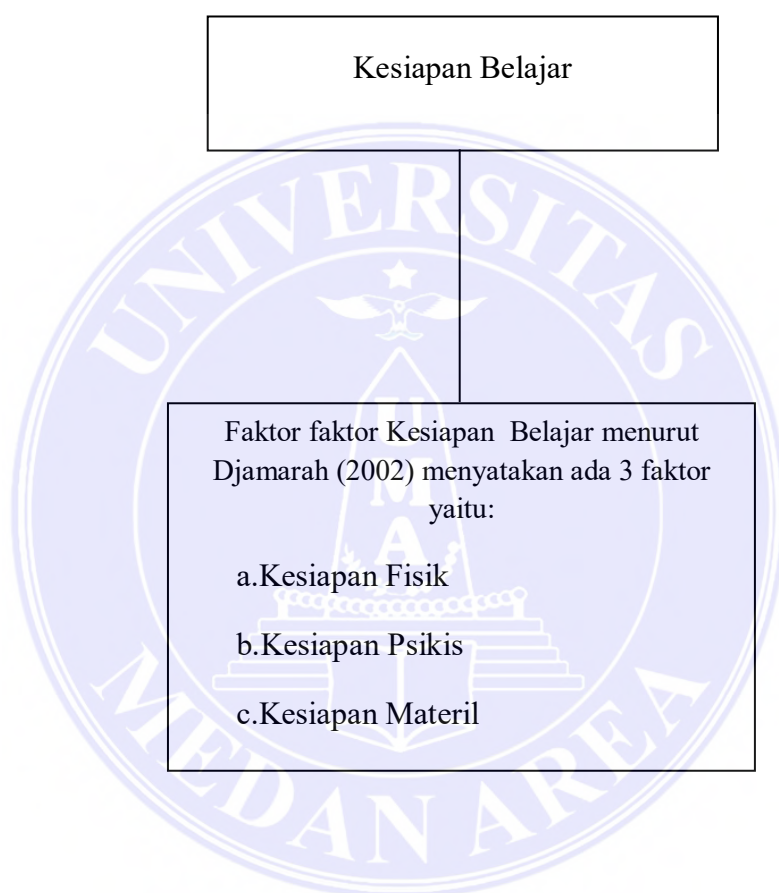 Kesiapan Belajar
UNIVERSITAS
Faktor faktor Kesiapan Belajar menurut
Djamarah (2002) menyatakan ada 3 faktor
yaitu:
a.Kesiapan Fisik
b.Kesiapan Psikis
c.Kesiapan Materil
UMA
MEDAN AREA